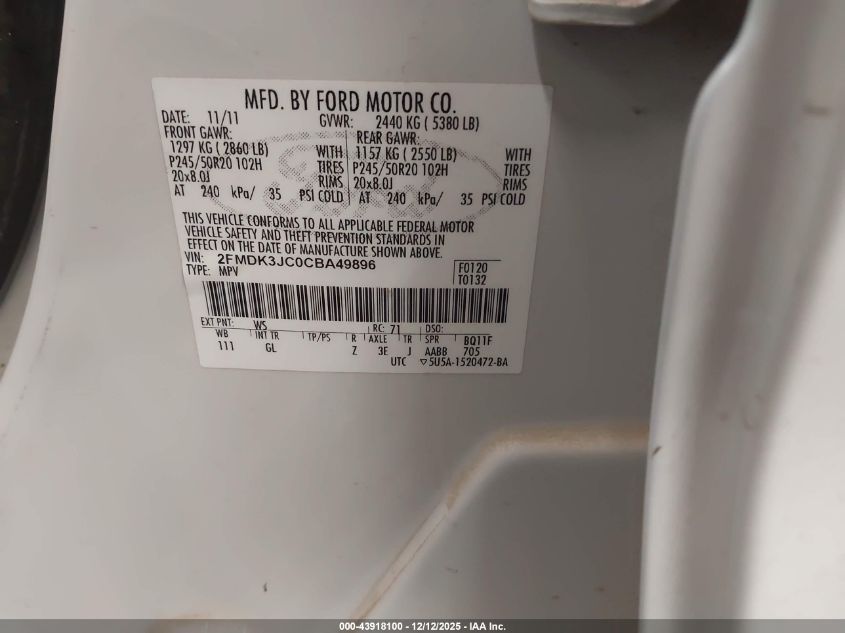 MFD. BY FORD MOTOR CO.
DATE: 11/11 GVWR: 2440 KG ( 5380 LB)
FRONT GAWR: REAR GAWR:
1297 KG ( 2860 LB) WITH 1157 KG ( 2550 LB) WITH
P245/50R20 102H TIRES P245/50R20 102H TIRES
20x8.0J RIMS 20x8.0J RIMS
AT 240 kPa/ 35 PSI COLD AT 240 kPa/ 35 PSI COLD
THIS VEHICLE CONFORMS TO ALL APPLICABLE FEDERAL MOTOR
VEHICLE SAFETY AND THEFT PREVENTION STANDARDS IN
EFFECT ON THE DATE OF MANUFACTURE SHOWN ABOVE.
VIN: 2FMDK3JC0CBA49896 F0120
TYPE: MPV T0132
EXT PNT: WS RC: 71 DSO:
WB INT TR TP/PS R AXLE TR SPR BQ11F
111 GL Z 3E J AABB 705
UTC ▽5U5A-1520472-BA
000-43918100 - 12/12/2025 - IAA Inc.